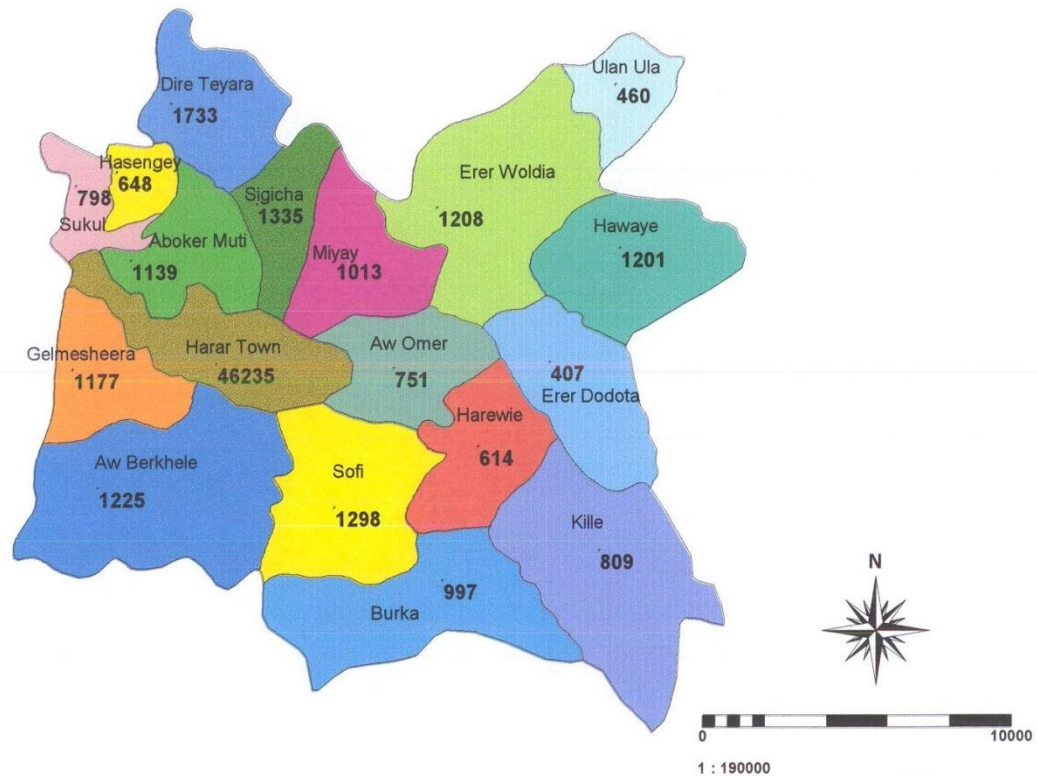 Ulan Ula
460
Dire Teyara
1733
Hasengey
648
Erer Woldia
1208
798
Sukul
Sigicha
1335
Hawaye
1201
Aboker Muti
1139
Miyay
1013
Gelmesheera
1177
Harar Town
46235
Aw Omer
751
407
Erer Dodota
Harewie
614
Aw Berkhele
1225
Sofi
1298
Kille
809
997
Burka
N
0
10000
1 : 190000